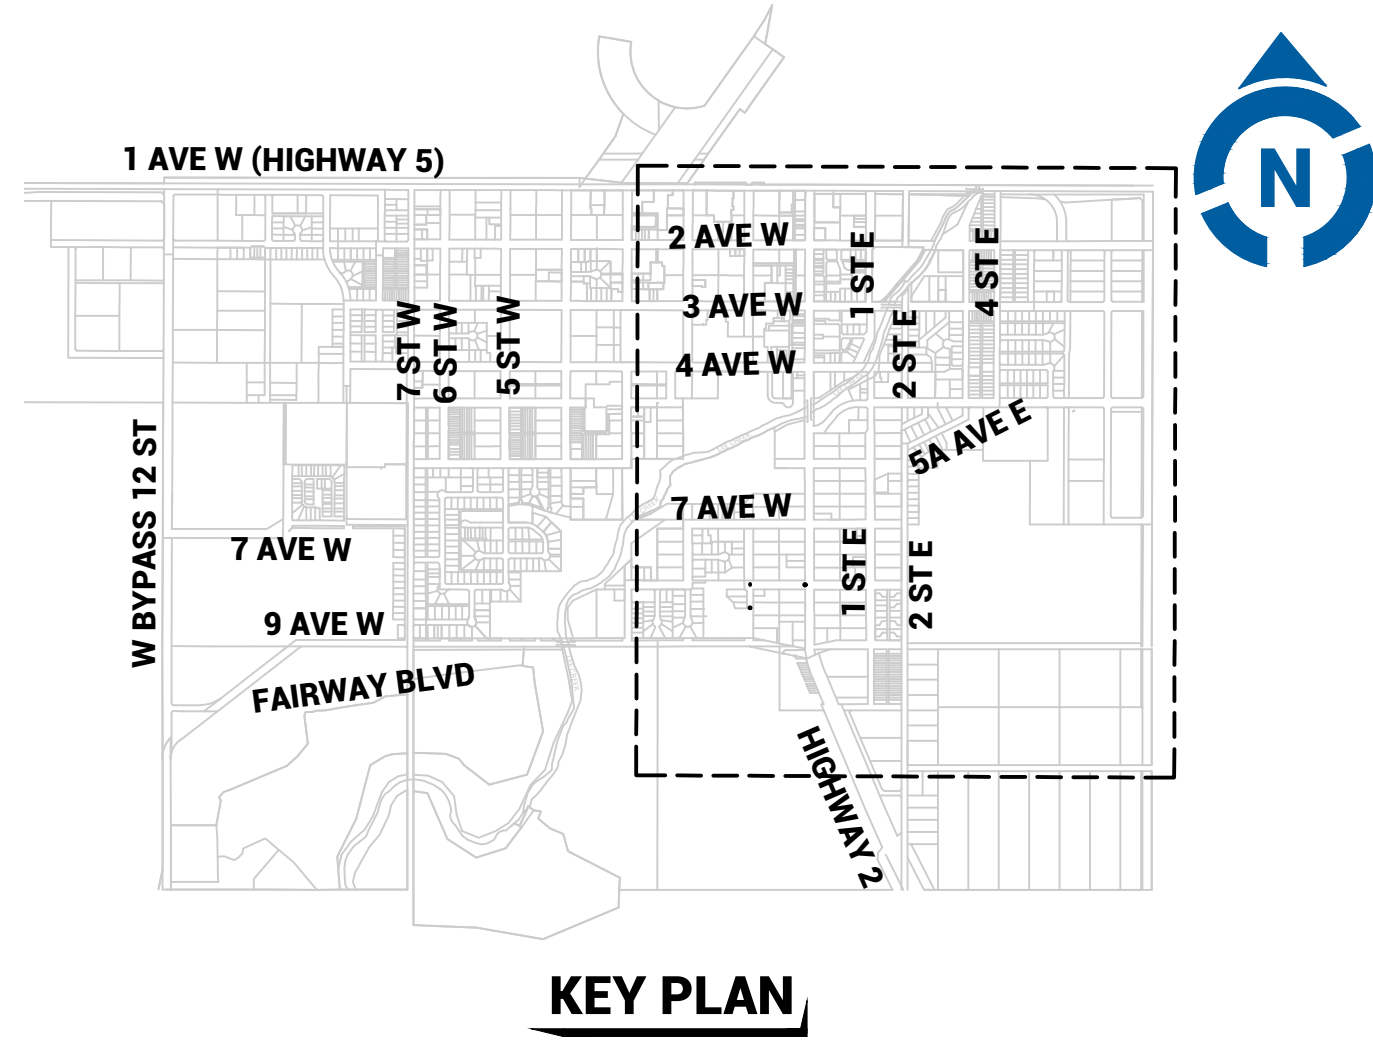 1 AVE W (HIGHWAY 5)
N
2 AVE W
1 ST E
4 ST E
3 AVE W
7 ST W
6 ST W
5 ST W
2 ST E
4 AVE W
5A AVE E
W BYPASS 12 ST
7 AVE W
7 AVE W
1 ST E
2 ST E
9 AVE W
FAIRWAY BLVD
HIGHWAY 2
KEY PLAN